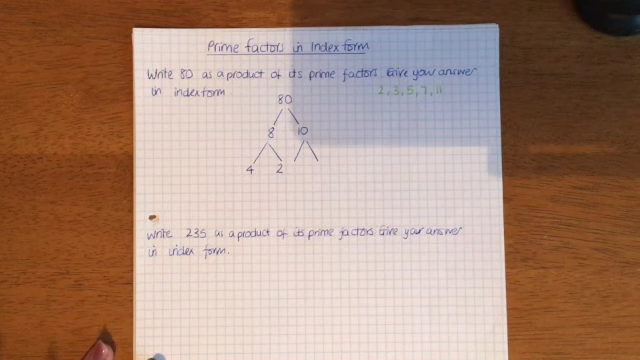 Prime factors in Index form
Write 80 as a product of its prime factors. Give your answer
in index form
2, 3, 5, 7, 11
80
8 10
4 2
Write 235 as a product of its prime factors Give your answer
in index form.